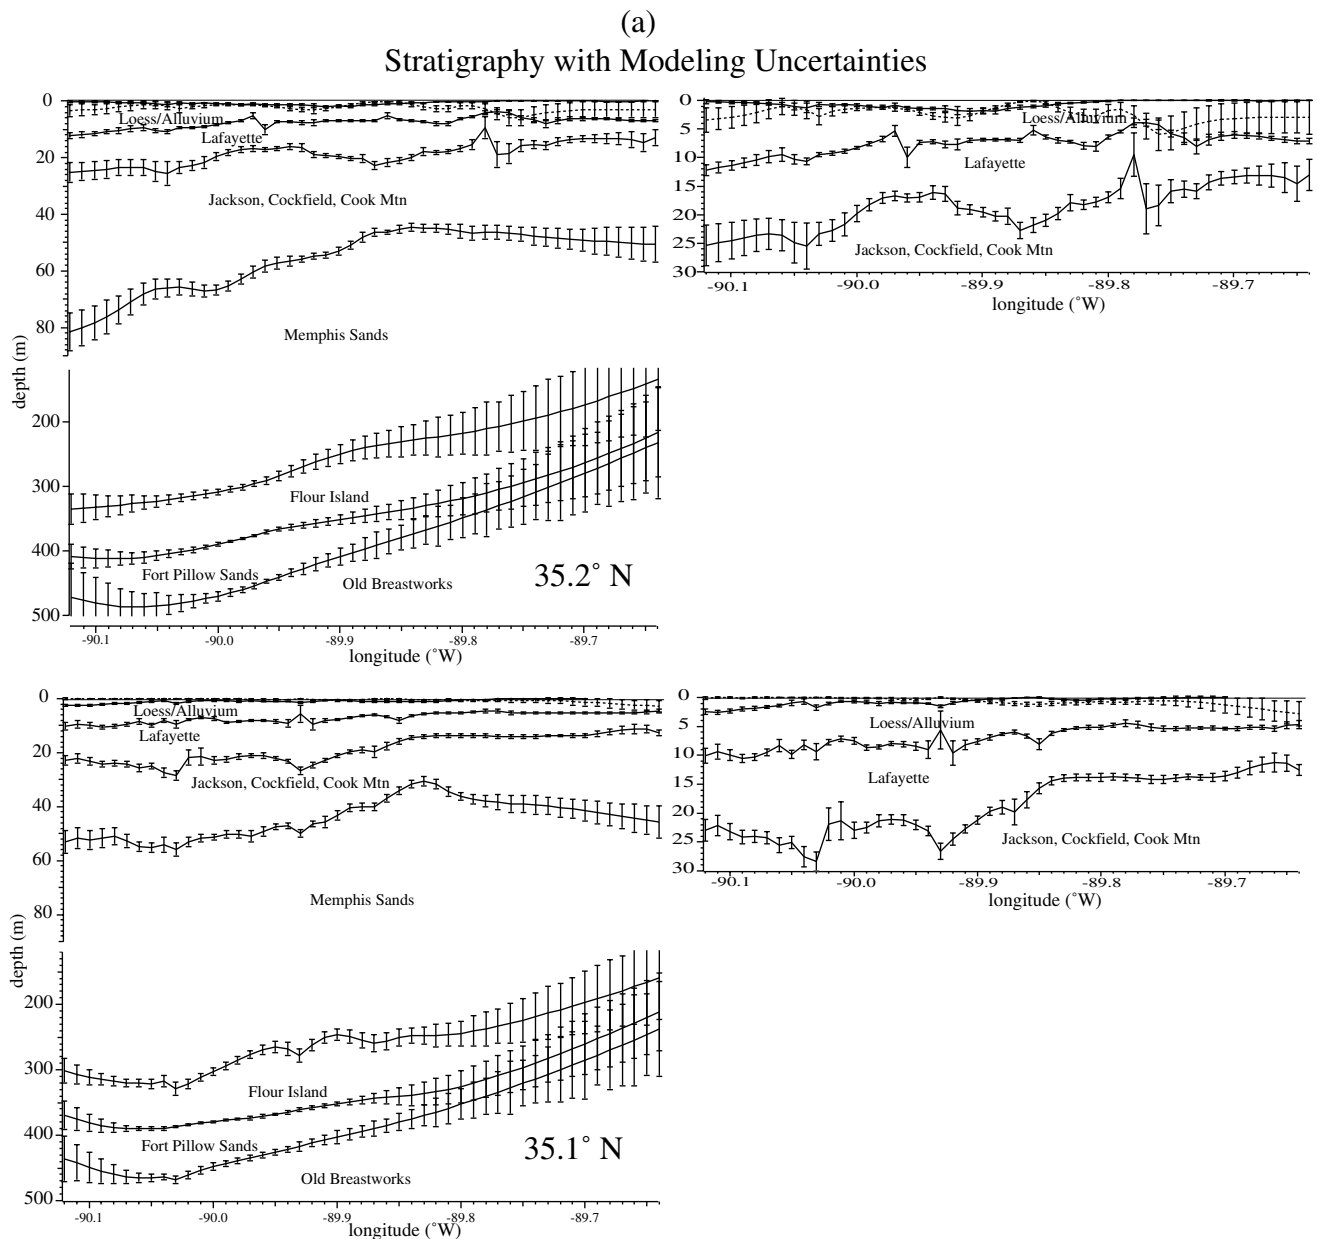 (a)
Stratigraphy with Modeling Uncertainties
0
20
40
60
80
depth (m)
Loess/Alluvium
Lafayette
Jackson, Cockfield, Cook Mtn
Memphis Sands
200
300
400
500
Flour Island
Fort Pillow Sands
Old Breastworks
35.2° N
-90.1 -90.0 -89.9 -89.8 -89.7
longitude (˚W)
0
5
10
15
20
25
30
Loess/Alluvium
Lafayette
Jackson, Cockfield, Cook Mtn
-90.1 -90.0 -89.9 -89.8 -89.7
longitude (˚W)
0
20
40
60
80
depth (m)
Loess/Alluvium
Lafayette
Jackson, Cockfield, Cook Mtn
Memphis Sands
200
300
400
500
Flour Island
Fort Pillow Sands
Old Breastworks
35.1° N
-90.1 -90.0 -89.9 -89.8 -89.7
longitude (˚W)
0
5
10
15
20
25
30
Loess/Alluvium
Lafayette
Jackson, Cockfield, Cook Mtn
-90.1 -90.0 -89.9 -89.8 -89.7
longitude (˚W)